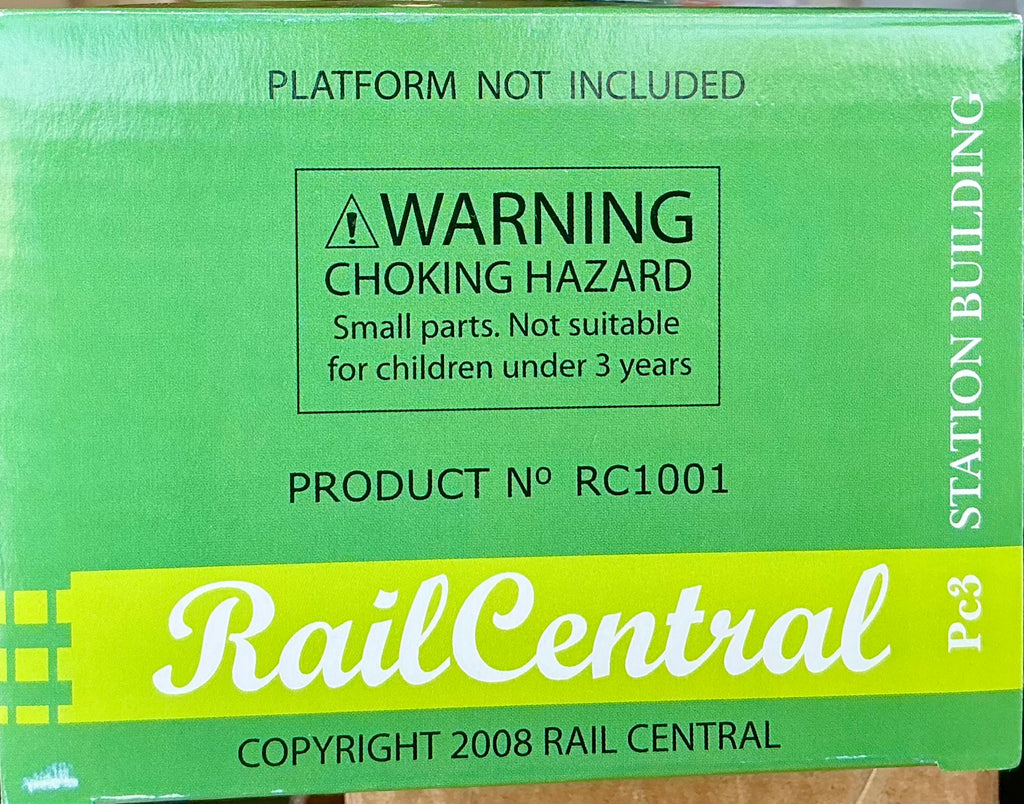 PLATFORM NOT INCLUDED
WARNING
CHOKING HAZARD
Small parts. Not suitable
for children under 3 years
PRODUCT Nº RC1001
RailCentral
COPYRIGHT 2008 RAIL CENTRAL
Pc3 STATION BUILDING